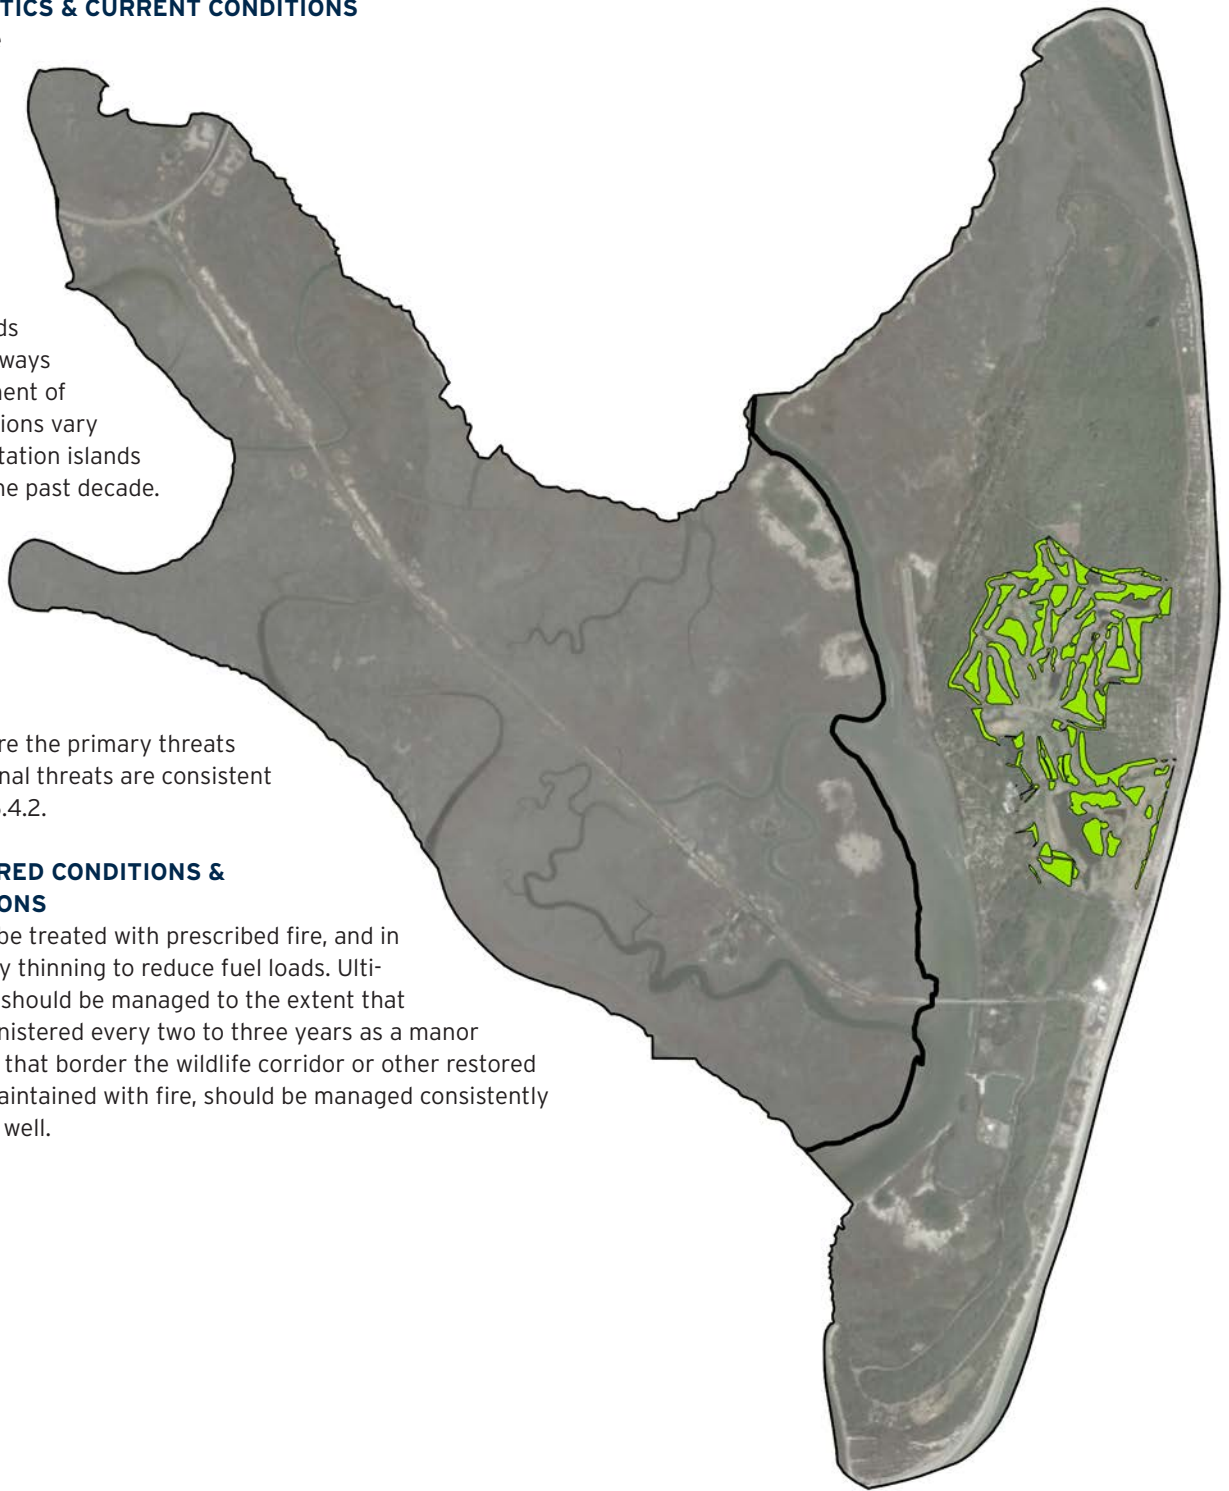 TICS & CURRENT CONDITIONS
ds
ways
ent of
ions vary
tation islands
he past decade.
re the primary threats
nal threats are consistent
.4.2.
RED CONDITIONS &
ONS
be treated with prescribed fire, and in
y thinning to reduce fuel loads. Ulti-
should be managed to the extent that
nistered every two to three years as a manor
that border the wildlife corridor or other restored
aintained with fire, should be managed consistently
well.